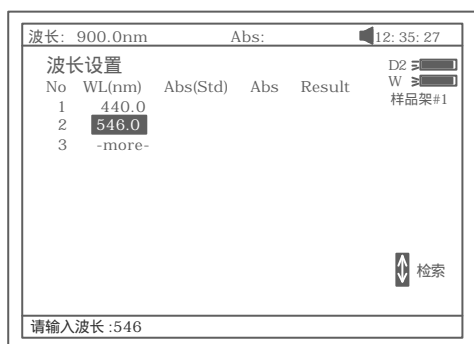 波长: 900.0nm Abs: 12: 35: 27
波长设置
D2
No WL(nm) Abs(Std) Abs Result
W
样品架#1
1 440.0
2 546.0
3 -more-
检索
请输入波长 :546